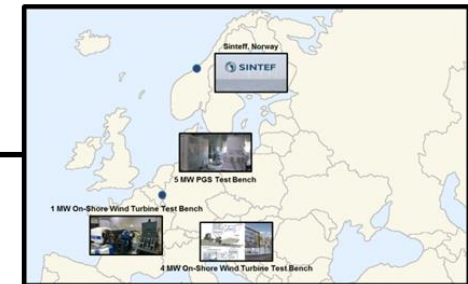 Sinteff, Norway
SINTEF
5 MW PGS Test Bench
1 MW On-Shore Wind Turbine Test Bench
4 MW On-Shore Wind Turbine Test Bench